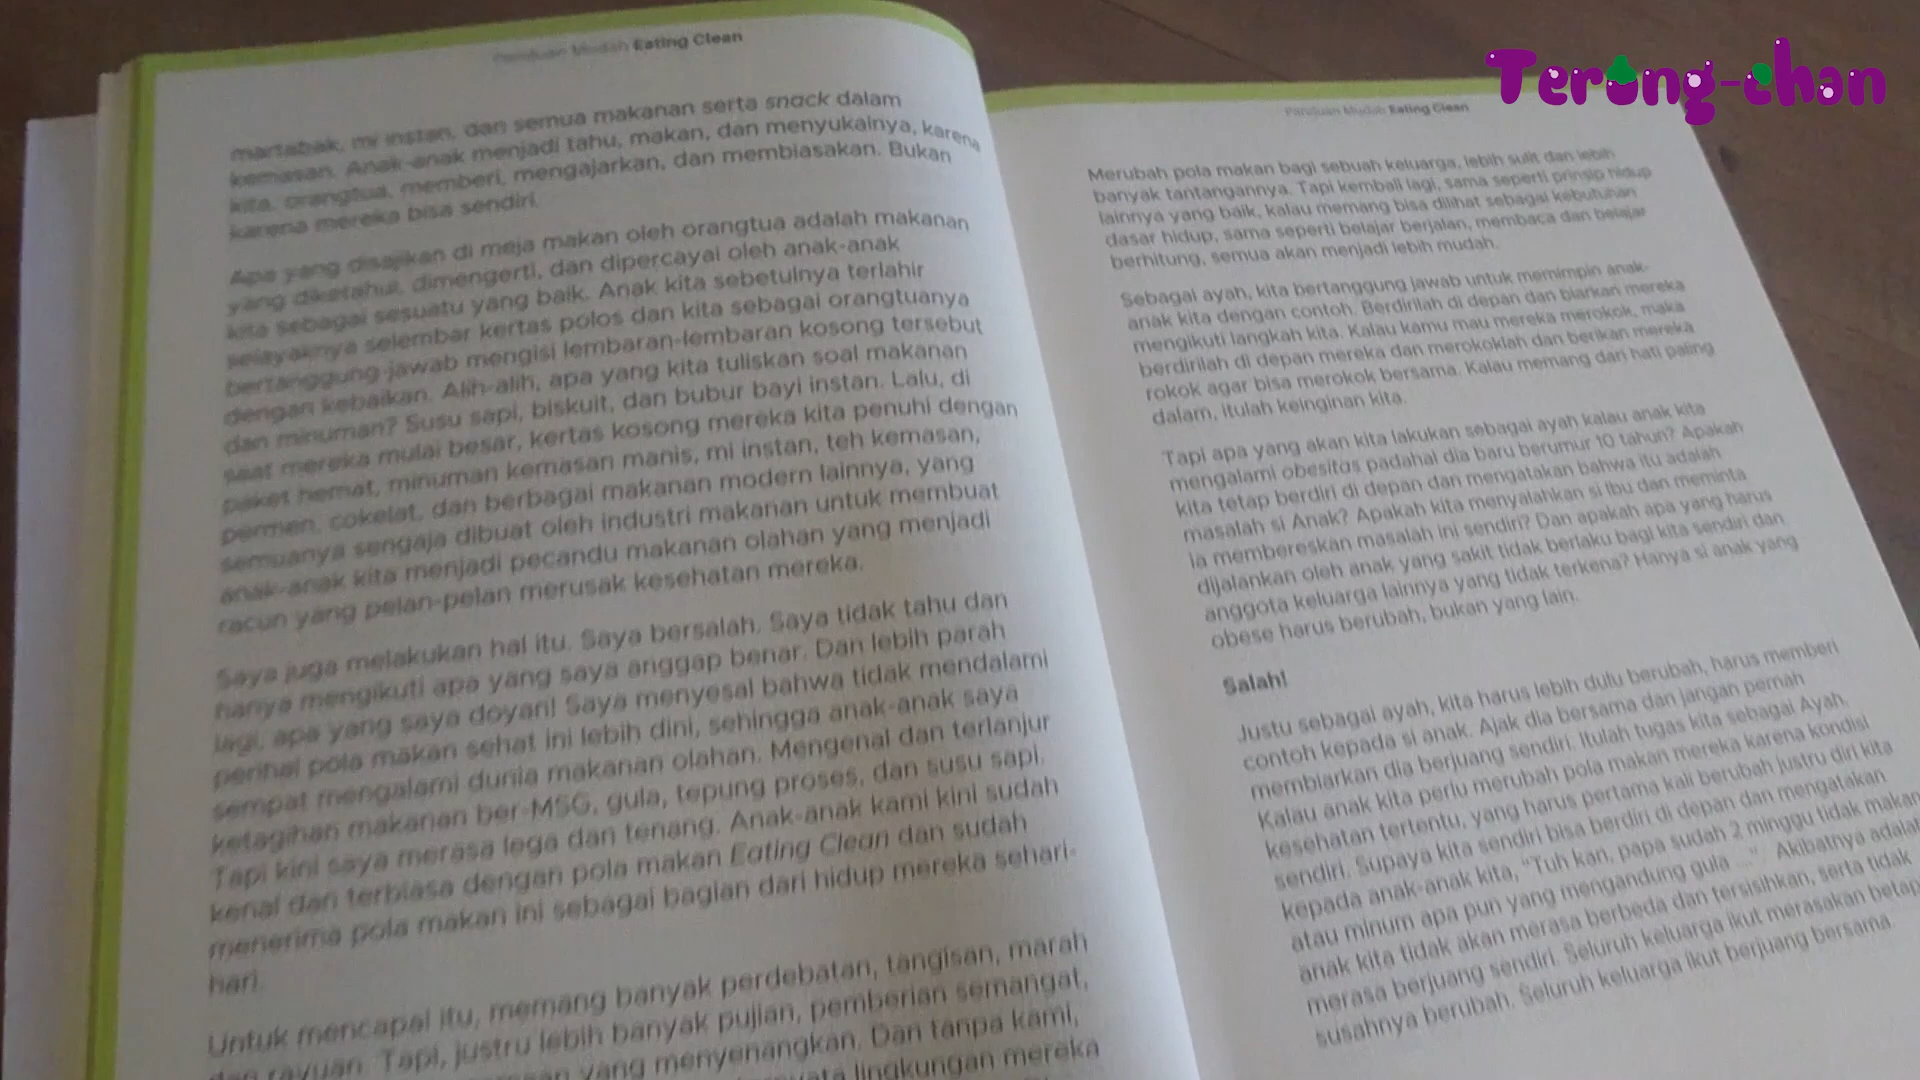 Terong-chan
Panduan Mudah Eating Clean
martabak, mi instan, dan semua makanan serta snack dalam
kemasan. Anak-anak menjadi tahu, makan, dan menyukainya, karena
kita, orangtua, memberi, mengajarkan, dan membiasakan. Bukan
karena mereka bisa sendiri.
Apa yang disajikan di meja makan oleh orangtua adalah makanan
yang diketahui, dimengerti, dan dipercayai oleh anak-anak
kita sebagai sesuatu yang baik. Anak kita sebetulnya terlahir
selayaknya selembar kertas polos dan kita sebagai orangtuanya
bertanggung-jawab mengisi lembaran-lembaran kosong tersebut
dengan kebaikan. Alih-alih, apa yang kita tuliskan soal makanan
dan minuman? Susu sapi, biskuit, dan bubur bayi instan. Lalu, di
saat mereka mulai besar, kertas kosong mereka kita penuhi dengan
paket hemat, minuman kemasan manis, mi instan, teh kemasan,
permen, cokelat, dan berbagai makanan modern lainnya, yang
semuanya sengaja dibuat oleh industri makanan untuk membuat
anak-anak kita menjadi pecandu makanan olahan yang menjadi
racun yang pelan-pelan merusak kesehatan mereka.
Saya juga melakukan hal itu. Saya bersalah. Saya tidak tahu dan
hanya mengikuti apa yang saya anggap benar. Dan lebih parah
lagi, apa yang saya doyan! Saya menyesal bahwa tidak mendalami
perihal pola makan sehat ini lebih dini, sehingga anak-anak saya
sempat mengalami dunia makanan olahan. Mengenal dan terlanjur
ketagihan makanan ber-MSG, gula, tepung proses, dan susu sapi.
Tapi kini saya merasa lega dan tenang. Anak-anak kami kini sudah
kenal dan terbiasa dengan pola makan Eating Clean dan sudah
menerima pola makan ini sebagai bagian dari hidup mereka sehari-
hari.
Untuk mencapai itu, memang banyak perdebatan, tangisan, marah
dan rayuan. Tapi, justru lebih banyak pujian, pemberian semangat,
yang menyenangkan. Dan tanpa kami,
lingkungan mereka
Panduan Mudah Eating Clean
Merubah pola makan bagi sebuah keluarga, lebih sulit dan lebih
banyak tantangannya. Tapi kembali lagi, sama seperti prinsip hidup
lainnya yang baik, kalau memang bisa dilihat sebagai kebutuhan
dasar hidup, sama seperti belajar berjalan, membaca dan belajar
berhitung, semua akan menjadi lebih mudah.
Sebagai ayah, kita bertanggung jawab untuk memimpin anak-
anak kita dengan contoh. Berdirilah di depan dan biarkan mereka
mengikuti langkah kita. Kalau kamu mau mereka merokok, maka
berdirilah di depan mereka dan merokoklah dan berikan mereka
rokok agar bisa merokok bersama. Kalau memang dari hati paling
dalam, itulah keinginan kita.
Tapi apa yang akan kita lakukan sebagai ayah kalau anak kita
mengalami obesitas padahal dia baru berumur 10 tahun? Apakah
kita tetap berdiri di depan dan mengatakan bahwa itu adalah
masalah si Anak? Apakah kita menyalahkan si Ibu dan meminta
ia membereskan masalah ini sendiri? Dan apakah apa yang harus
dijalankan oleh anak yang sakit tidak berlaku bagi kita sendiri dan
anggota keluarga lainnya yang tidak terkena? Hanya si anak yang
obese harus berubah, bukan yang lain.
Salah!
Justu sebagai ayah, kita harus lebih dulu berubah, harus memberi
contoh kepada si anak. Ajak dia bersama dan jangan pernah
membiarkan dia berjuang sendiri. Itulah tugas kita sebagai Ayah.
Kalau anak kita perlu merubah pola makan mereka karena kondisi
kesehatan tertentu, yang harus pertama kali berubah justru diri kita
sendiri. Supaya kita sendiri bisa berdiri di depan dan mengatakan
kepada anak-anak kita, "Tuh kan, papa sudah 2 minggu tidak makan
atau minum apa pun yang mengandung gula ...". Akibatnya adalah
anak kita tidak akan merasa berbeda dan tersisihkan, serta tidak
merasa berjuang sendiri. Seluruh keluarga ikut merasakan betapa
susahnya berubah. Seluruh keluarga ikut berjuang bersama.